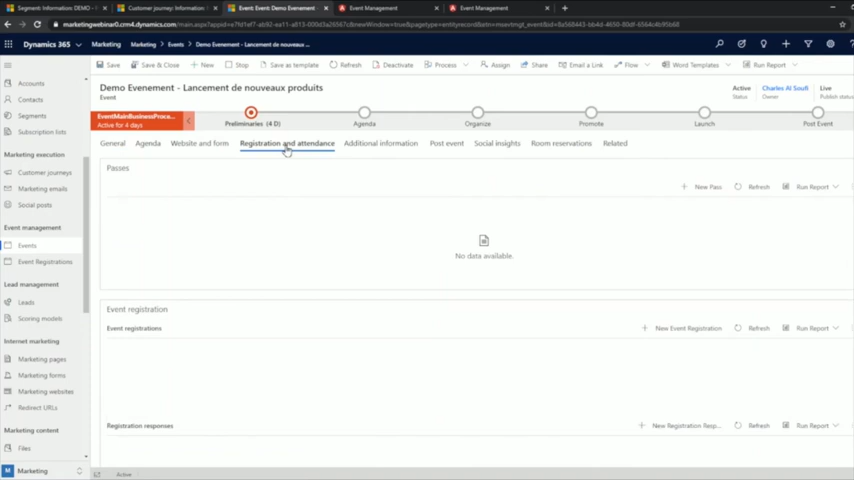 Segment: Information: DEMO -
Customer journey: Information:
Event: Event: Demo Evenement -
Event Management
Event Management
Dynamics 365
Marketing
Marketing > Events > Demo Evenement - Lancement de nouveaux ...
Save
Save & Close
New
Save as template
Stop
Refresh
Deactivate
Process
Assign
Email a Link
Share
Flow
Word Templates
Run Report
Demo Evenement - Lancement de nouveaux produits
Event
Active
Status
Charles Al Soufi
Owner
Live
Publish status
EventMainBusinessProce...
Active for 4 days
Preliminaries (4 D)
Agenda
Organize
Promote
Launch
Post Event
General
Agenda
Website and form
Registration and attendance
Additional information
Post event
Social insights
Room reservations
Related
Accounts
Contacts
Segments
Subscription lists
Marketing execution
Customer journeys
Marketing emails
Social posts
Event management
Events
Event Registrations
Lead management
Leads
Scoring models
Internet marketing
Marketing pages
Marketing forms
Marketing websites
Redirect URLs
Marketing content
Files
M Marketing
Passes
New Pass
Refresh
Run Report
No data available.
Event registration
Event registrations
New Event Registration
Refresh
Run Report
Registration responses
New Registration Resp...
Refresh
Run Report
Active